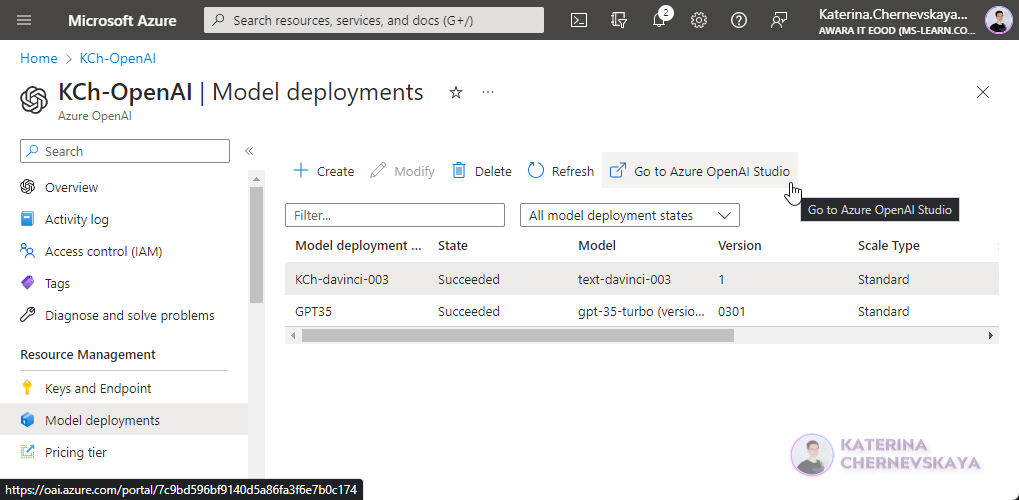 Microsoft Azure
Search resources, services, and docs (G+/)
2
Katerina.Chernevskaya...
AWARA IT EOOD (MS-LEARN.CO...
Home > KCh-OpenAI
KCh-OpenAI | Model deployments
Azure OpenAI
Search
Overview
Activity log
Access control (IAM)
Tags
Diagnose and solve problems
Resource Management
Keys and Endpoint
Model deployments
Pricing tier
Create Modify Delete Refresh Go to Azure OpenAI Studio
Go to Azure OpenAI Studio
Filter...
All model deployment states
Model deployment ... State Model Version Scale Type
KCh-davinci-003 Succeeded text-davinci-003 1 Standard
GPT35 Succeeded gpt-35-turbo (versio... 0301 Standard
KATERINA
CHERNEVSKAYA
https://oai.azure.com/portal/7c9bd596bf9140d5a86fa3f6e7b0c174